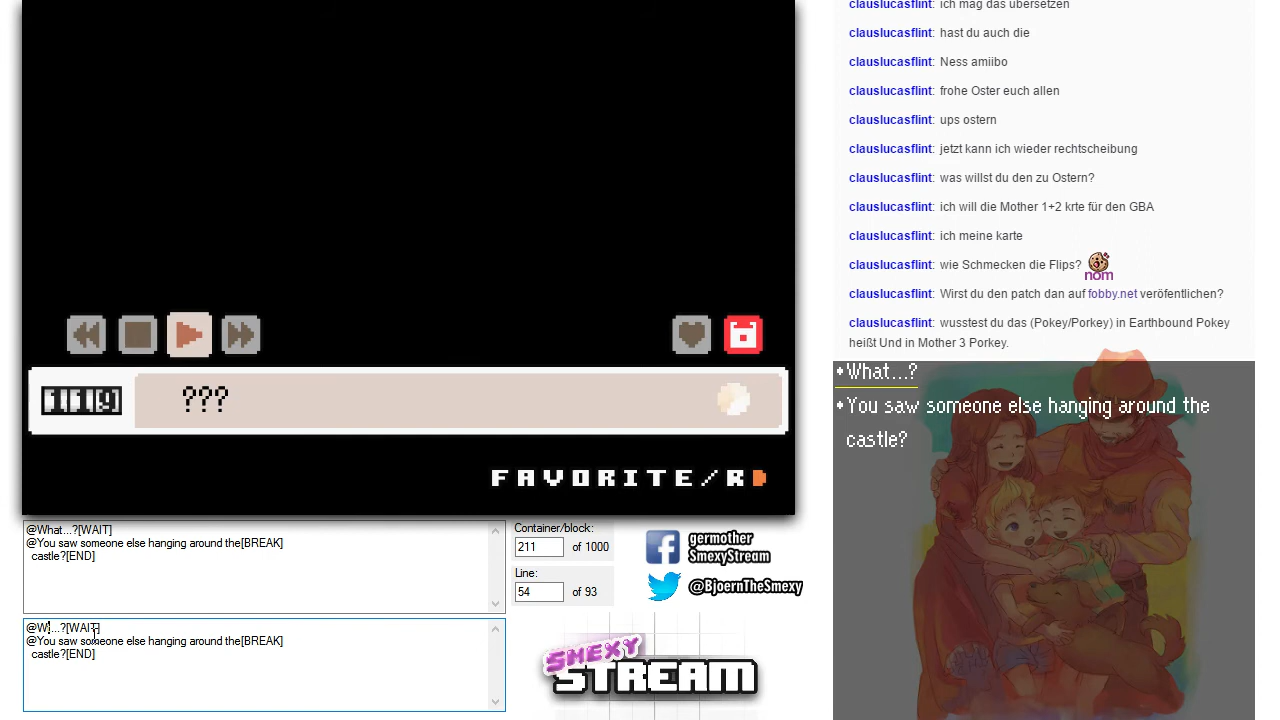 clauslucasflint: ich mag das übersetzen
clauslucasflint: hast du auch die
clauslucasflint: Ness amiibo
clauslucasflint: frohe Oster euch allen
clauslucasflint: ups ostern
clauslucasflint: jetzt kann ich wieder rechtscheibung
clauslucasflint: was willst du den zu Ostern?
clauslucasflint: ich will die Mother 1+2 krte für den GBA
clauslucasflint: ich meine karte
clauslucasflint: wie Schmecken die Flips?
nom
clauslucasflint: Wirst du den patch dan auf fobby.net veröfentlichen?
clauslucasflint: wusstest du das (Pokey/Porkey) in Earthbound Pokey
heißt Und in Mother 3 Porkey.
119 ???
FAVORITE/R
•What...?
•You saw someone else hanging around the
castle?
@What...?[WAIT]
@You saw someone else hanging around the[BREAK]
castle?[END]
@W...?[WAIT]
@You saw someone else hanging around the[BREAK]
castle?[END]
Container/block:
211 of 1000
Line:
54 of 93
germother
SmexyStream
@BjoernTheSmexy
SMEXY
STREAM